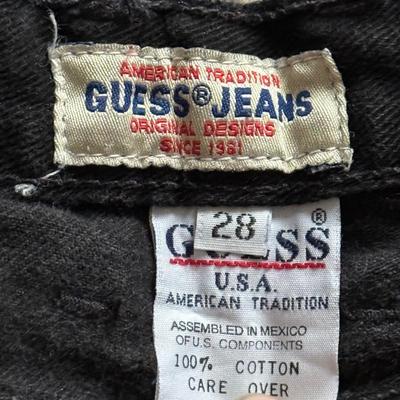 AMERICAN TRADITION
GUESS® JEANS
ORIGINAL DESIGNS
SINCE 1981
28
GUESS®
U.S.A.
AMERICAN TRADITION
ASSEMBLED IN MEXICO
OF U.S. COMPONENTS
100% COTTON
CARE OVER